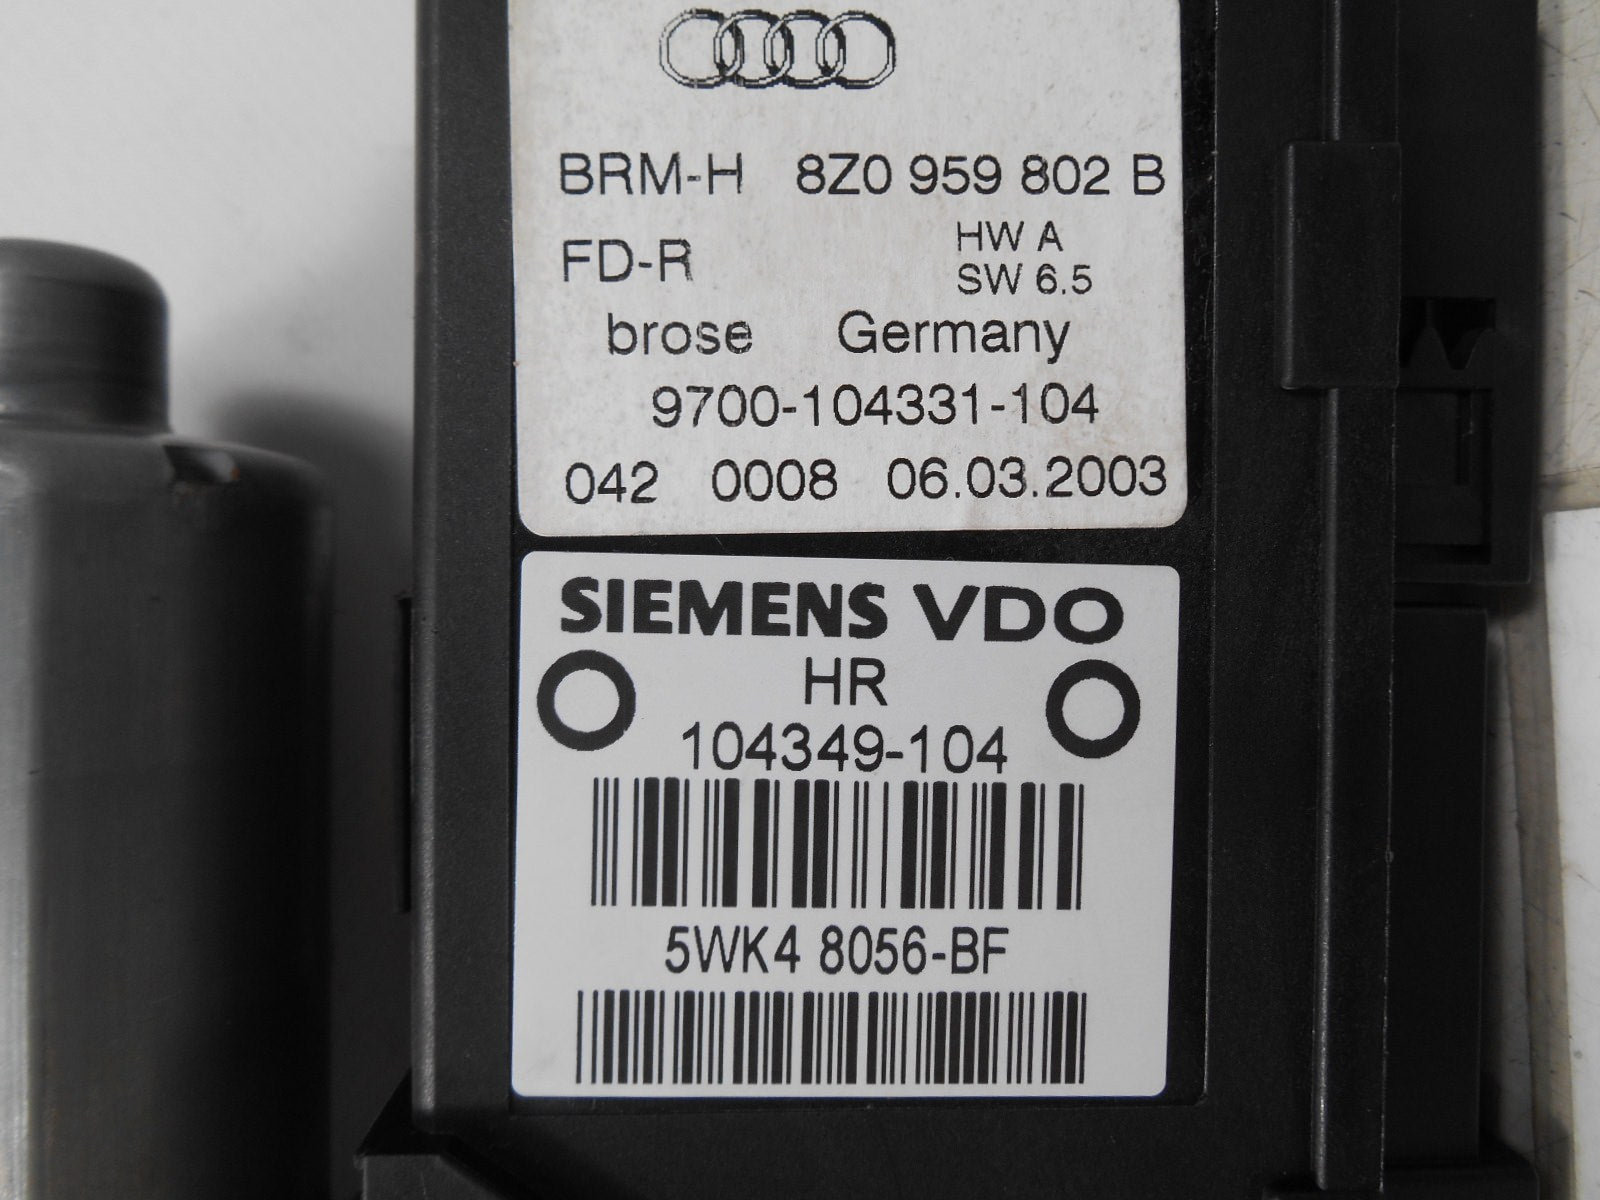 BRM-H 8Z0 959 802 B
FD-R HW A
SW 6.5
brose Germany
9700-104331-104
042 0008 06.03.2003
SIEMENS VDO
HR
104349-104
5WK4 8056-BF